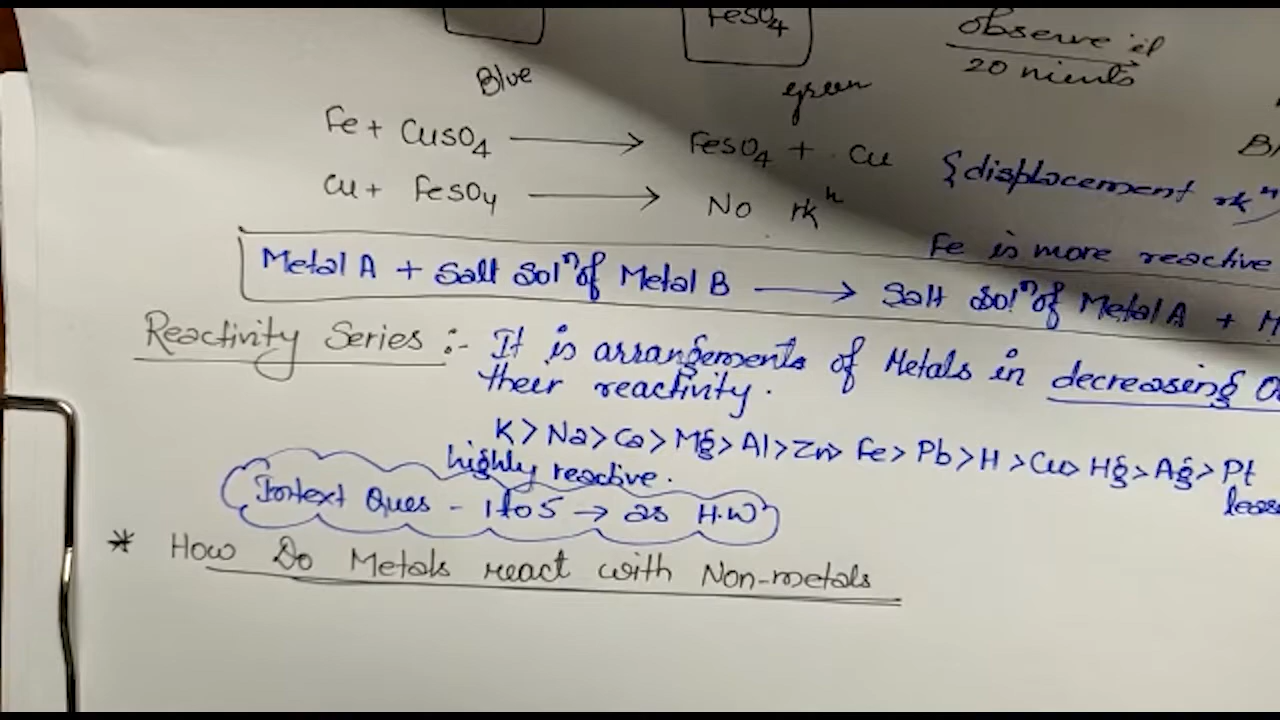 FeSO4
observe it
20 nients
Blue
green
Fe + CuSO4 → FeSO4 + Cu {displacement rkⁿ
Cu + FeSO4 → No rkⁿ
Fe is more reactive
Metal A + Salt Solⁿ of Metal B → Salt Solⁿ of Metal A +
Reactivity Series :- It is arrangements of Metals in decreasing
their reactivity.
K > Na > Ca > Mg > Al > Zn > Fe > Pb > H > Cu > Hg > Ag > Pt
highly reactive.
Intext Ques - 1 to 5 → as H.W
* How Do Metals react with Non-metals